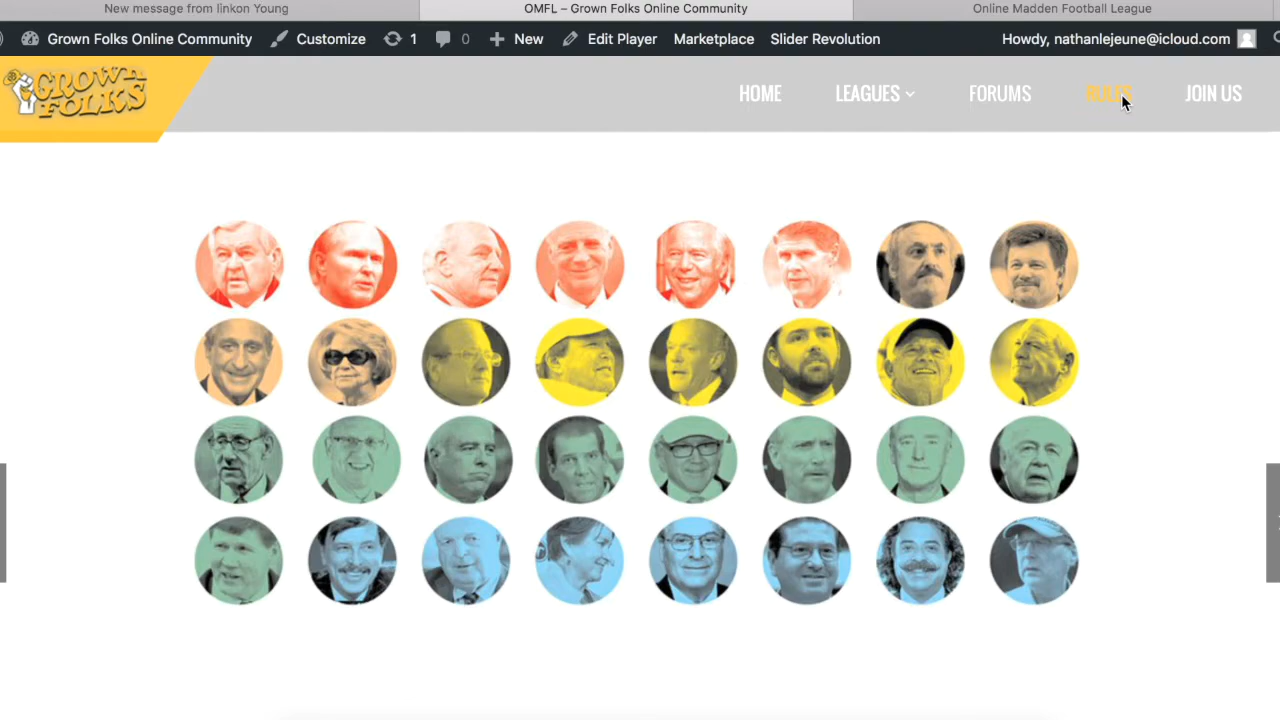 New message from linkon Young
OMFL – Grown Folks Online Community
Online Madden Football League
Grown Folks Online Community
Customize
1
0
New
Edit Player
Marketplace
Slider Revolution
Howdy, nathanlejeune@icloud.com
GROWN
FOLKS
HOME
LEAGUES
FORUMS
RULES
JOIN US